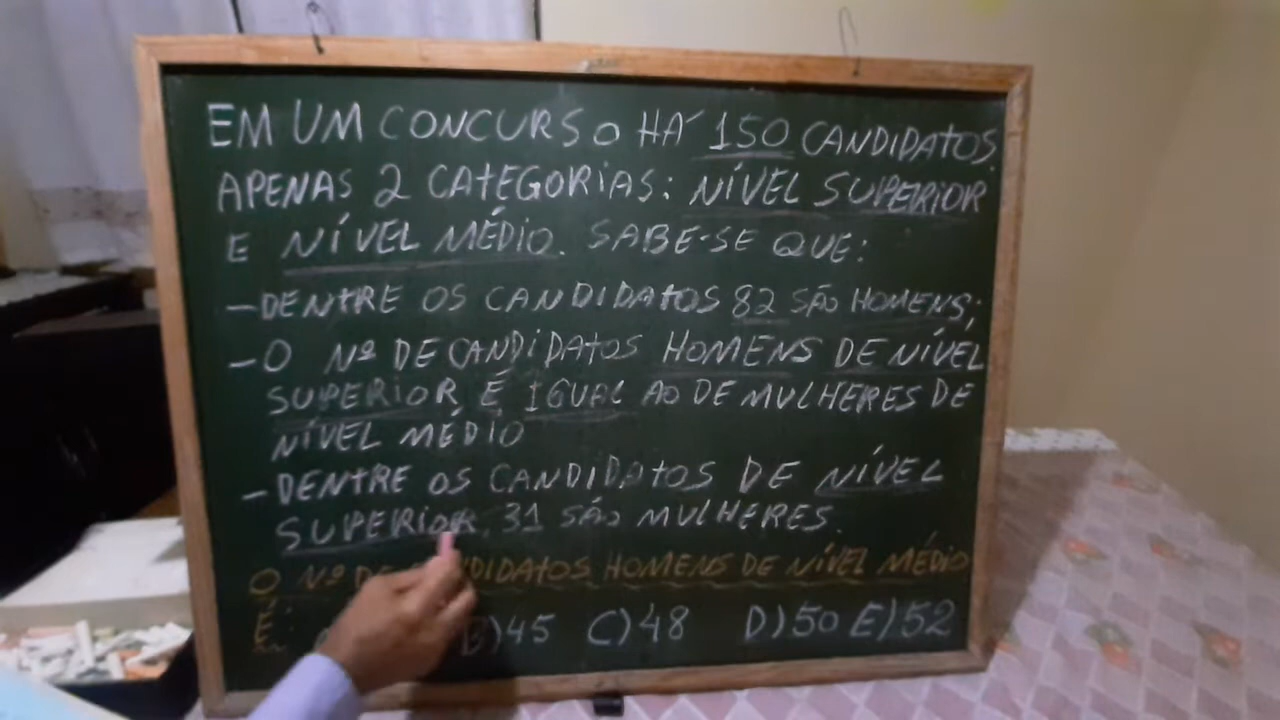 EM UM CONCURSO HÁ 150 CANDIDATOS
APENAS 2 CATEGORIAS: NÍVEL SUPERIOR
E NÍVEL MÉDIO. SABE-SE QUE:
- DENTRE OS CANDIDATOS 82 SÃO HOMENS;
- O Nº DE CANDIDATOS HOMENS DE NÍVEL
SUPERIOR É IGUAL AO DE MULHERES DE
NÍVEL MÉDIO
- DENTRE OS CANDIDATOS DE NÍVEL
SUPERIOR, 31 SÃO MULHERES.
O Nº DE HOMENS DE NÍVEL MÉDIO
É:
B) 45 C) 48 D) 50 E) 52